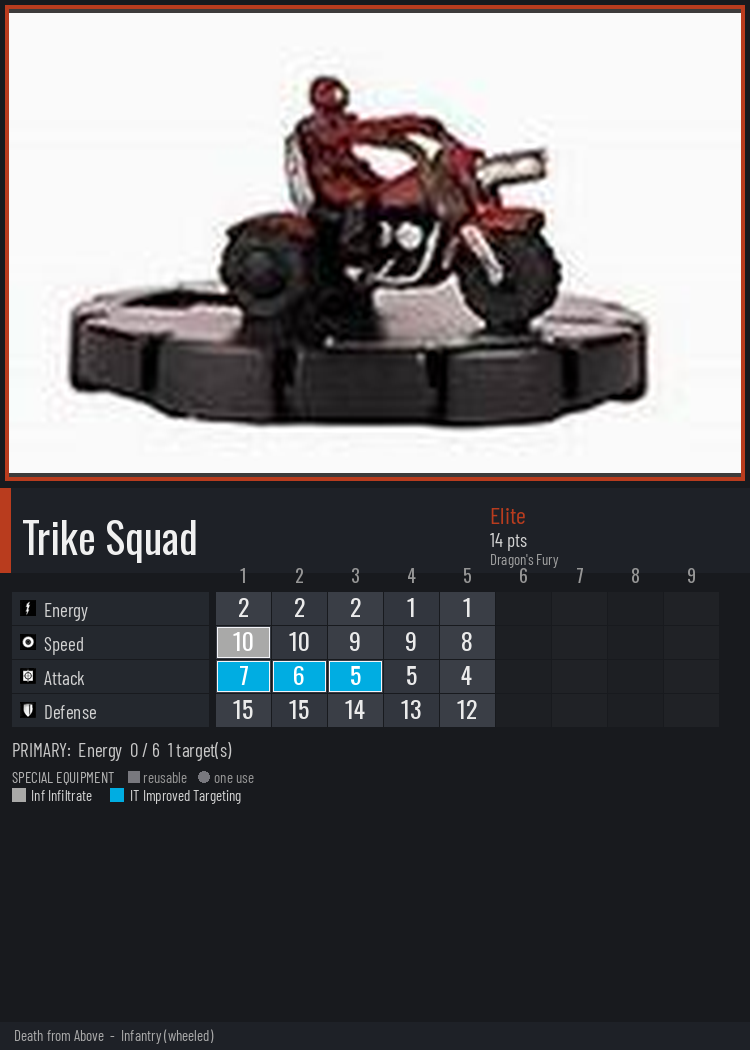 Trike Squad
Elite
14 pts
Dragon's Fury
1 2 3 4 5 6 7 8 9
Energy 2 2 2 1 1
Speed 10 10 9 9 8
Attack 7 6 5 5 4
Defense 15 15 14 13 12
PRIMARY: Energy 0 / 6 1 target(s)
SPECIAL EQUIPMENT reusable one use
Inf Infiltrate IT Improved Targeting
Death from Above - Infantry (wheeled)